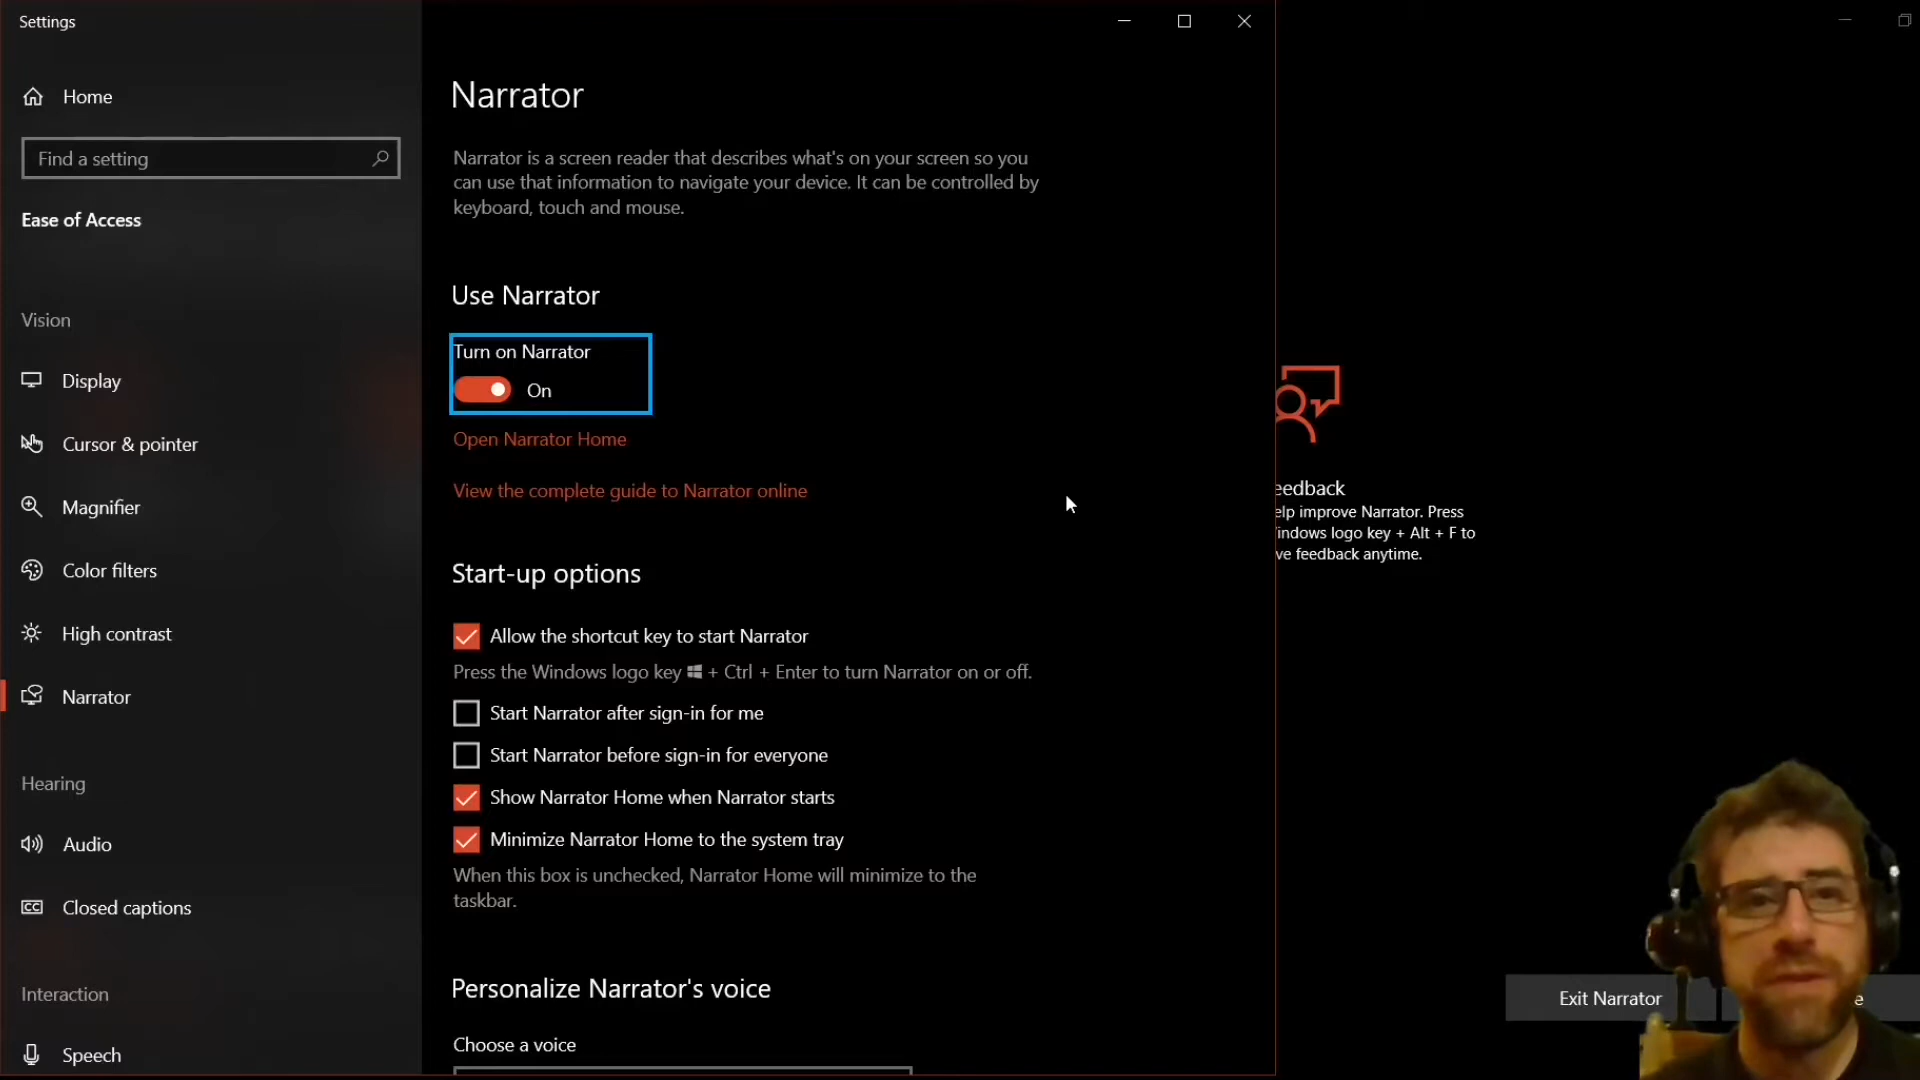 Settings
Home
Find a setting
Ease of Access
Vision
Display
Cursor & pointer
Magnifier
Color filters
High contrast
Narrator
Hearing
Audio
Closed captions
Interaction
Speech
Narrator
Narrator is a screen reader that describes what's on your screen so you
can use that information to navigate your device. It can be controlled by
keyboard, touch and mouse.
Use Narrator
Turn on Narrator
On
Open Narrator Home
View the complete guide to Narrator online
Start-up options
Allow the shortcut key to start Narrator
Press the Windows logo key + Ctrl + Enter to turn Narrator on or off.
Start Narrator after sign-in for me
Start Narrator before sign-in for everyone
Show Narrator Home when Narrator starts
Minimize Narrator Home to the system tray
When this box is unchecked, Narrator Home will minimize to the
taskbar.
Personalize Narrator's voice
Choose a voice
eedback
elp improve Narrator. Press
indows logo key + Alt + F to
ve feedback anytime.
Exit Narrator
e